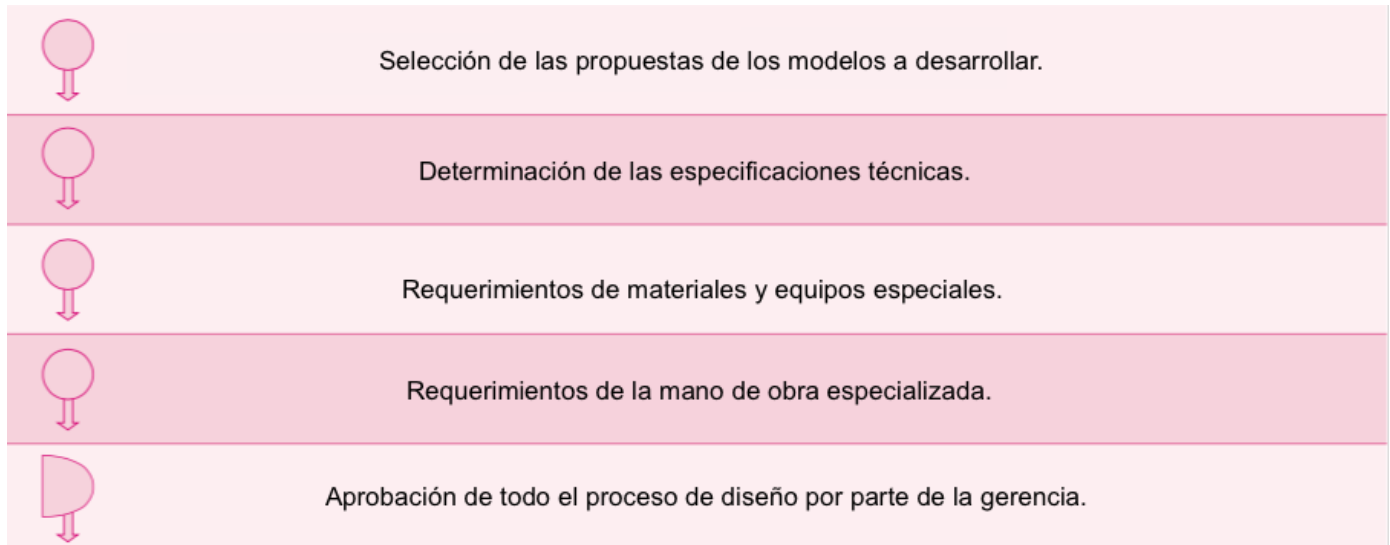 Selección de las propuestas de los modelos a desarrollar.
Determinación de las especificaciones técnicas.
Requerimientos de materiales y equipos especiales.
Requerimientos de la mano de obra especializada.
Aprobación de todo el proceso de diseño por parte de la gerencia.